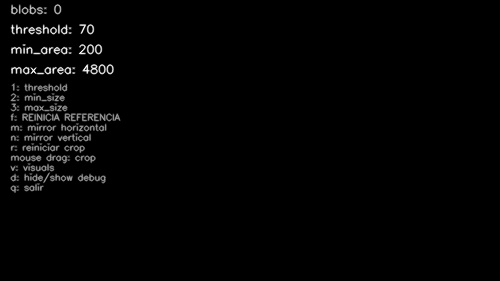 blobs: 0
threshold: 70
min_area: 200
max_area: 4800
1: threshold
2: min_size
3: max_size
f: REINICIA REFERENCIA
m: mirror horizontal
n: mirror vertical
r: reiniciar crop
mouse drag: crop
v: visuals
d: hide/show debug
q: salir